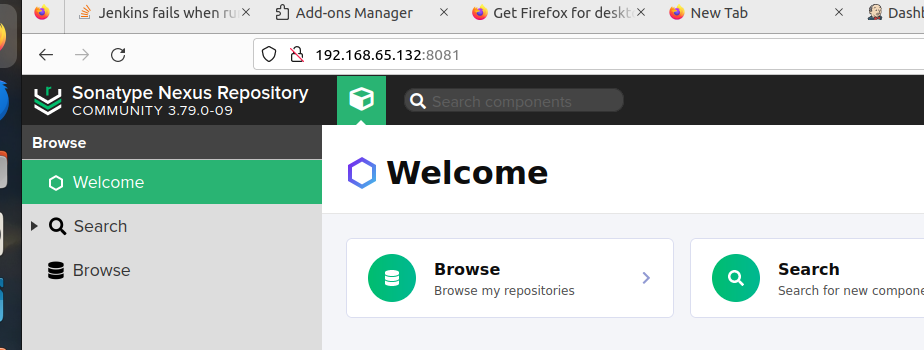 Jenkins fails when ru
Add-ons Manager
Get Firefox for deskt
New Tab
Dashb
192.168.65.132:8081
Sonatype Nexus Repository
COMMUNITY 3.79.0-09
Search components
Browse
Welcome
Search
Browse
Welcome
Browse
Browse my repositories
Search
Search for new compone